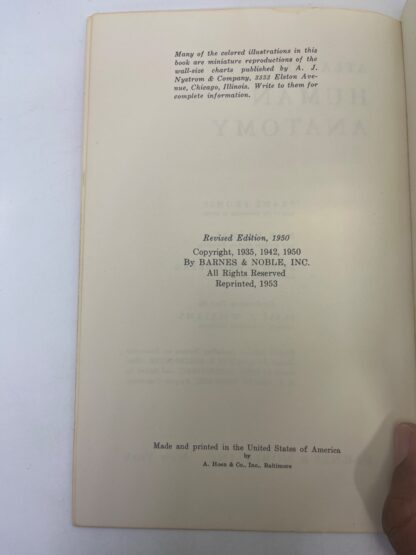 Many of the colored illustrations in this
book are miniature reproductions of the
wall-size charts published by A. J.
Nystrom & Company, 3333 Elston Ave-
nue, Chicago, Illinois. Write to them for
complete information.
HUMAN
ANATOMY
Revised Edition, 1950
Copyright, 1935, 1942, 1950
By BARNES & NOBLE, INC.
All Rights Reserved
Reprinted, 1953
Made and printed in the United States of America
by
A. Hoen & Co., Inc., Baltimore